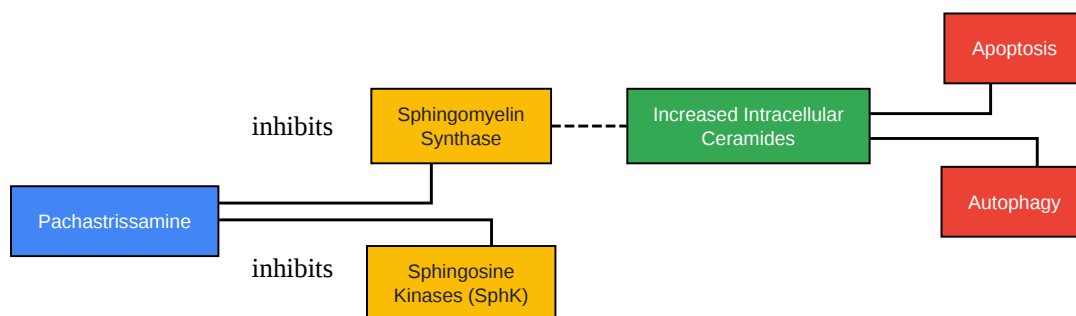 Apoptosis
inhibits
Sphingomyelin
Synthase
Increased Intracellular
Ceramides
Pachastrissamine
Autophagy
inhibits
Sphingosine
Kinases (SphK)